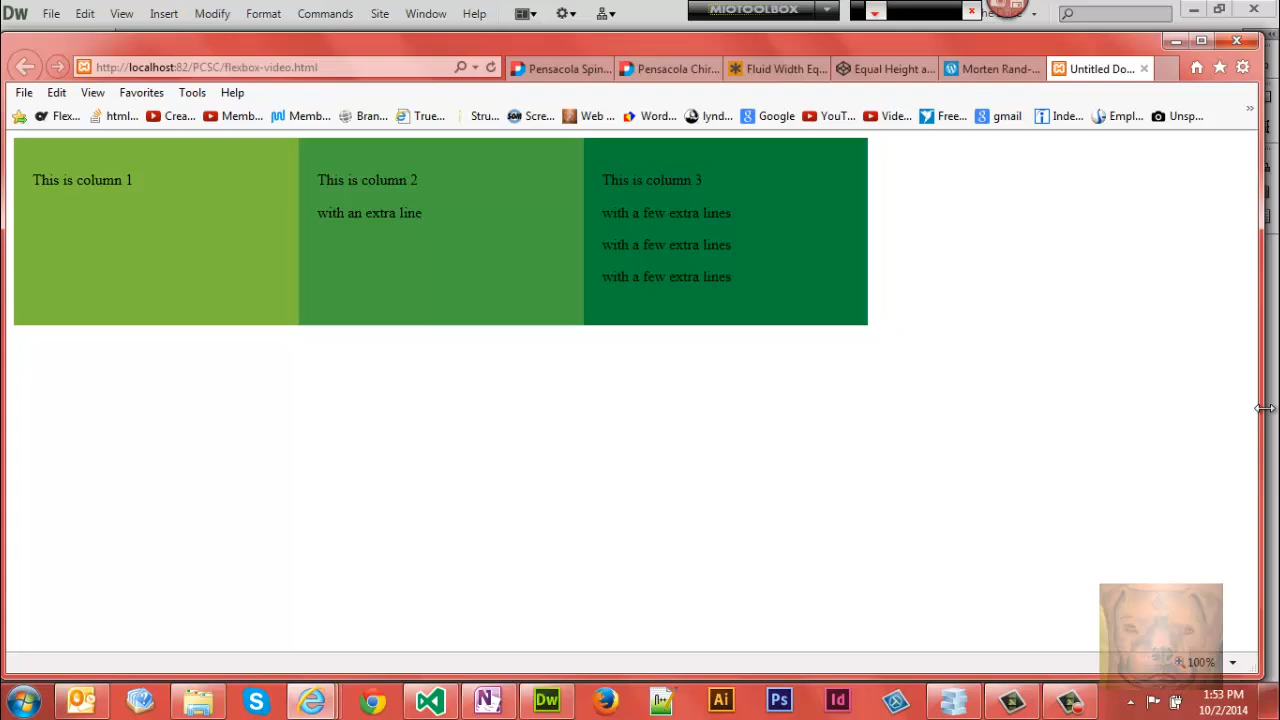 Dw File Edit View Insert Modify Format Commands Site Window Help MIOTOOLBOX
http://localhost:82/PCSC/flexbox-video.html Pensacola Spin... Pensacola Chir... Fluid Width Eq... Equal Height a... Morten Rand-... Untitled Do...
File Edit View Favorites Tools Help
Flex... html... Crea... Memb... Memb... Bran... True... Stru... Scre... Web ... Word... lynd... Google YouT... Vide... Free... gmail Inde... Empl... Unsp...
This is column 1 This is column 2 This is column 3
with an extra line with a few extra lines
with a few extra lines
with a few extra lines
100%
Dw Ai Ps Id 1:53 PM
10/2/2014